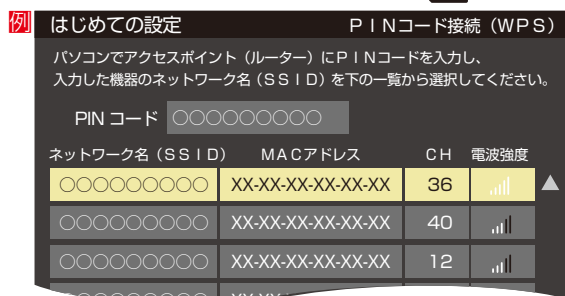 例
はじめての設定 ＰＩＮコード接続（WPS）
パソコンでアクセスポイント（ルーター）にＰＩＮコードを入力し、
入力した機器のネットワーク名（ＳＳＩＤ）を下の一覧から選択してください。
PIN コード 〇〇〇〇〇〇〇〇〇
ネットワーク名（ＳＳＩＤ） ＭＡＣアドレス ＣＨ 電波強度
〇〇〇〇〇〇〇〇〇 XX-XX-XX-XX-XX-XX 36
〇〇〇〇〇〇〇〇〇 XX-XX-XX-XX-XX-XX 40
〇〇〇〇〇〇〇〇〇 XX-XX-XX-XX-XX-XX 12